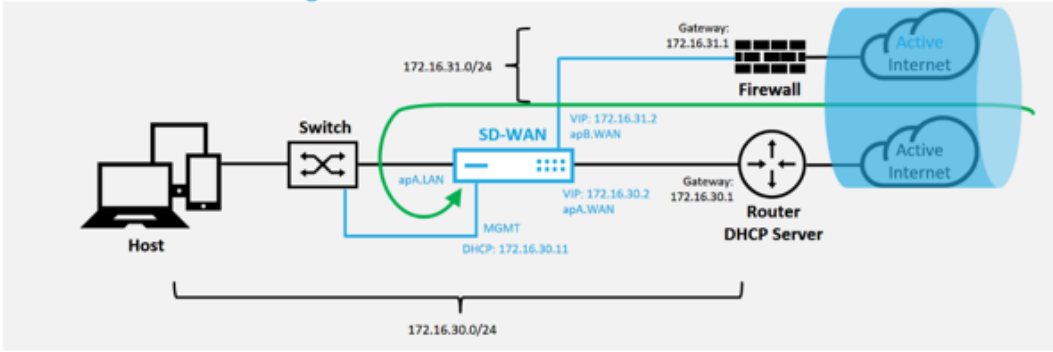 Gateway:
172.16.31.1
Active
Internet
172.16.31.0/24
Firewall
Switch
SD-WAN
VIP: 172.16.31.2
apB.WAN
Active
Internet
apA.LAN
VIP: 172.16.30.2
apA.WAN
Gateway:
172.16.30.1
Router
DHCP Server
Host
MGMT
DHCP: 172.16.30.11
172.16.30.0/24